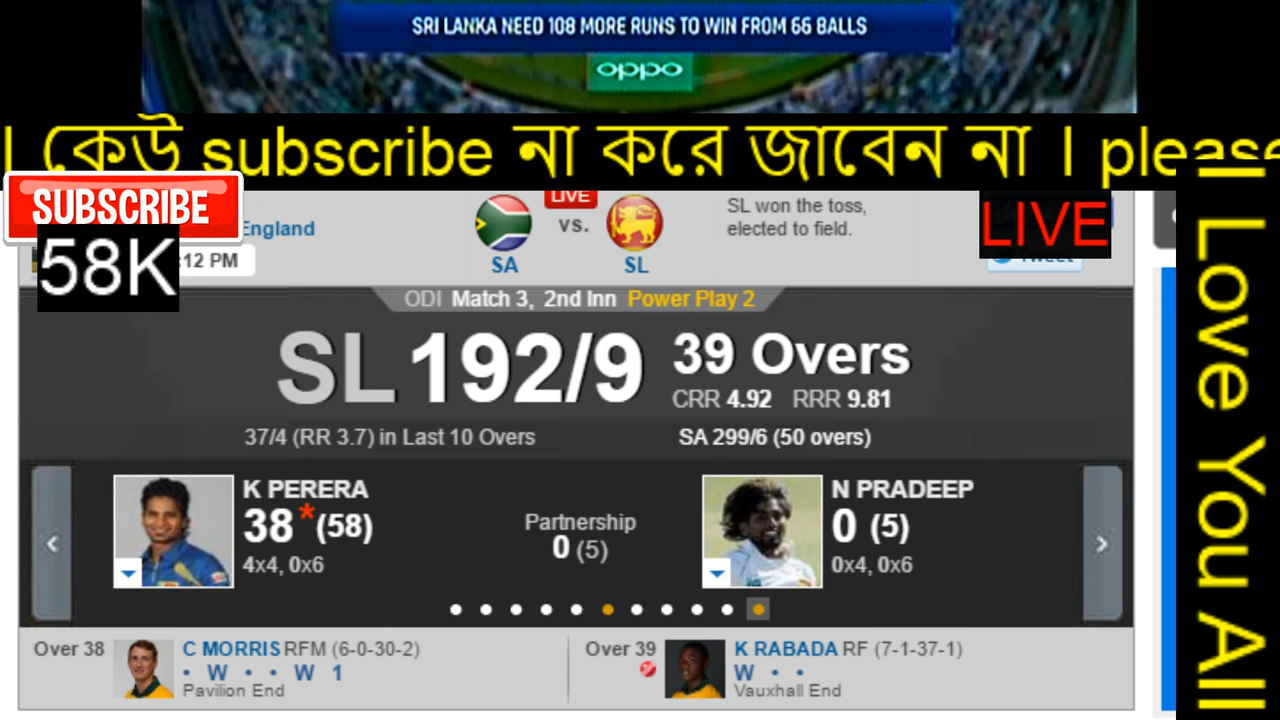 SRI LANKA NEED 108 MORE RUNS TO WIN FROM 66 BALLS
oppo
। কেউ subscribe না করে জাবেন না । please
SUBSCRIBE
58K
England
:12 PM
LIVE
SA vs. SL
SL won the toss,
elected to field.
LIVE
Tweet
ODI Match 3, 2nd Inn Power Play 2
SL 192/9
39 Overs
CRR 4.92 RRR 9.81
37/4 (RR 3.7) in Last 10 Overs
SA 299/6 (50 overs)
K PERERA
38* (58)
4x4, 0x6
Partnership
0 (5)
N PRADEEP
0 (5)
0x4, 0x6
Over 38
C MORRIS RFM (6-0-30-2)
• W • • W 1
Pavilion End
Over 39
K RABADA RF (7-1-37-1)
W • •
Vauxhall End
I Love You All